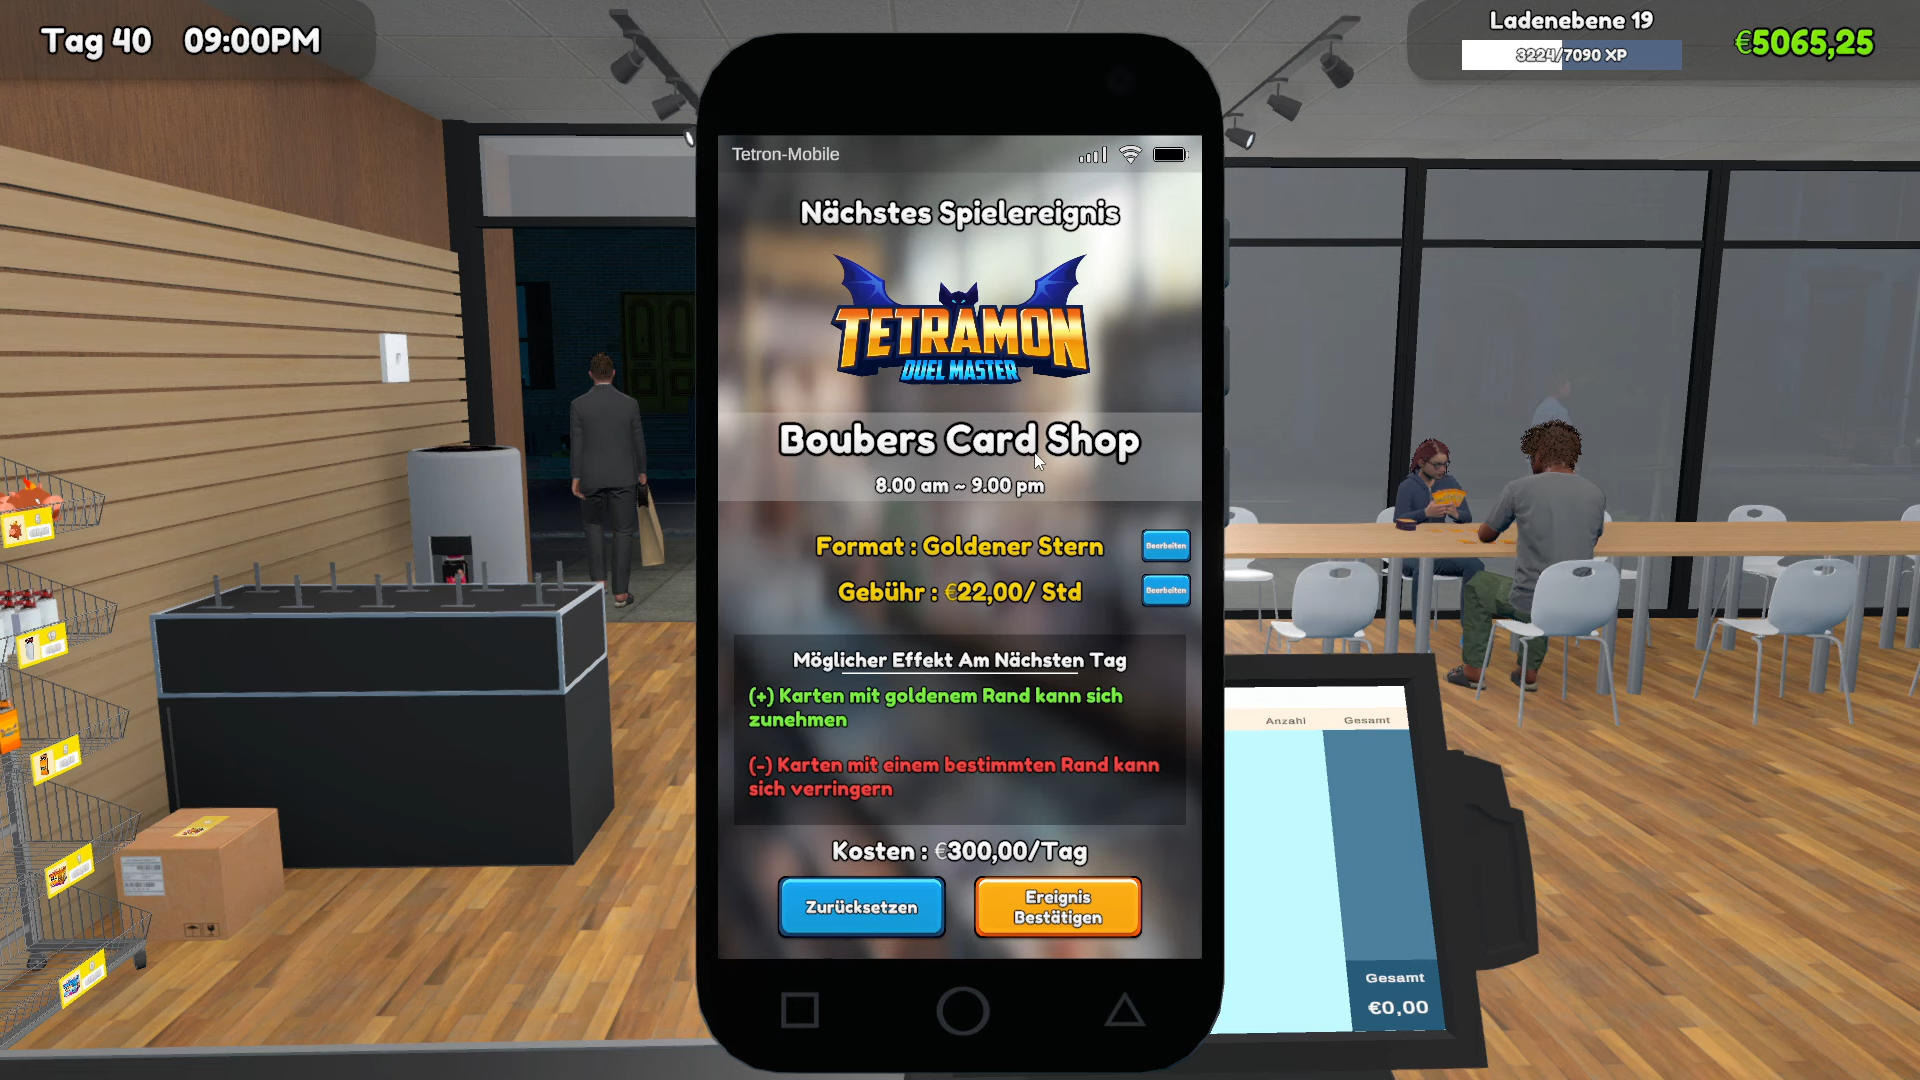 Tag 40 09:00PM
Ladenebene 19
3224/7090 XP
€5065,25
Tetron-Mobile
Nächstes Spielereignis
TETRAMON
DUEL MASTER
Boubers Card Shop
8.00 am ~ 9.00 pm
Format : Goldener Stern
Bearbeiten
Gebühr : €22,00/ Std
Bearbeiten
Möglicher Effekt Am Nächsten Tag
(+) Karten mit goldenem Rand kann sich
zunehmen
(-) Karten mit einem bestimmten Rand kann
sich verringern
Kosten : €300,00/Tag
Zurücksetzen
Ereignis
Bestätigen
Anzahl Gesamt
Gesamt
€0,00